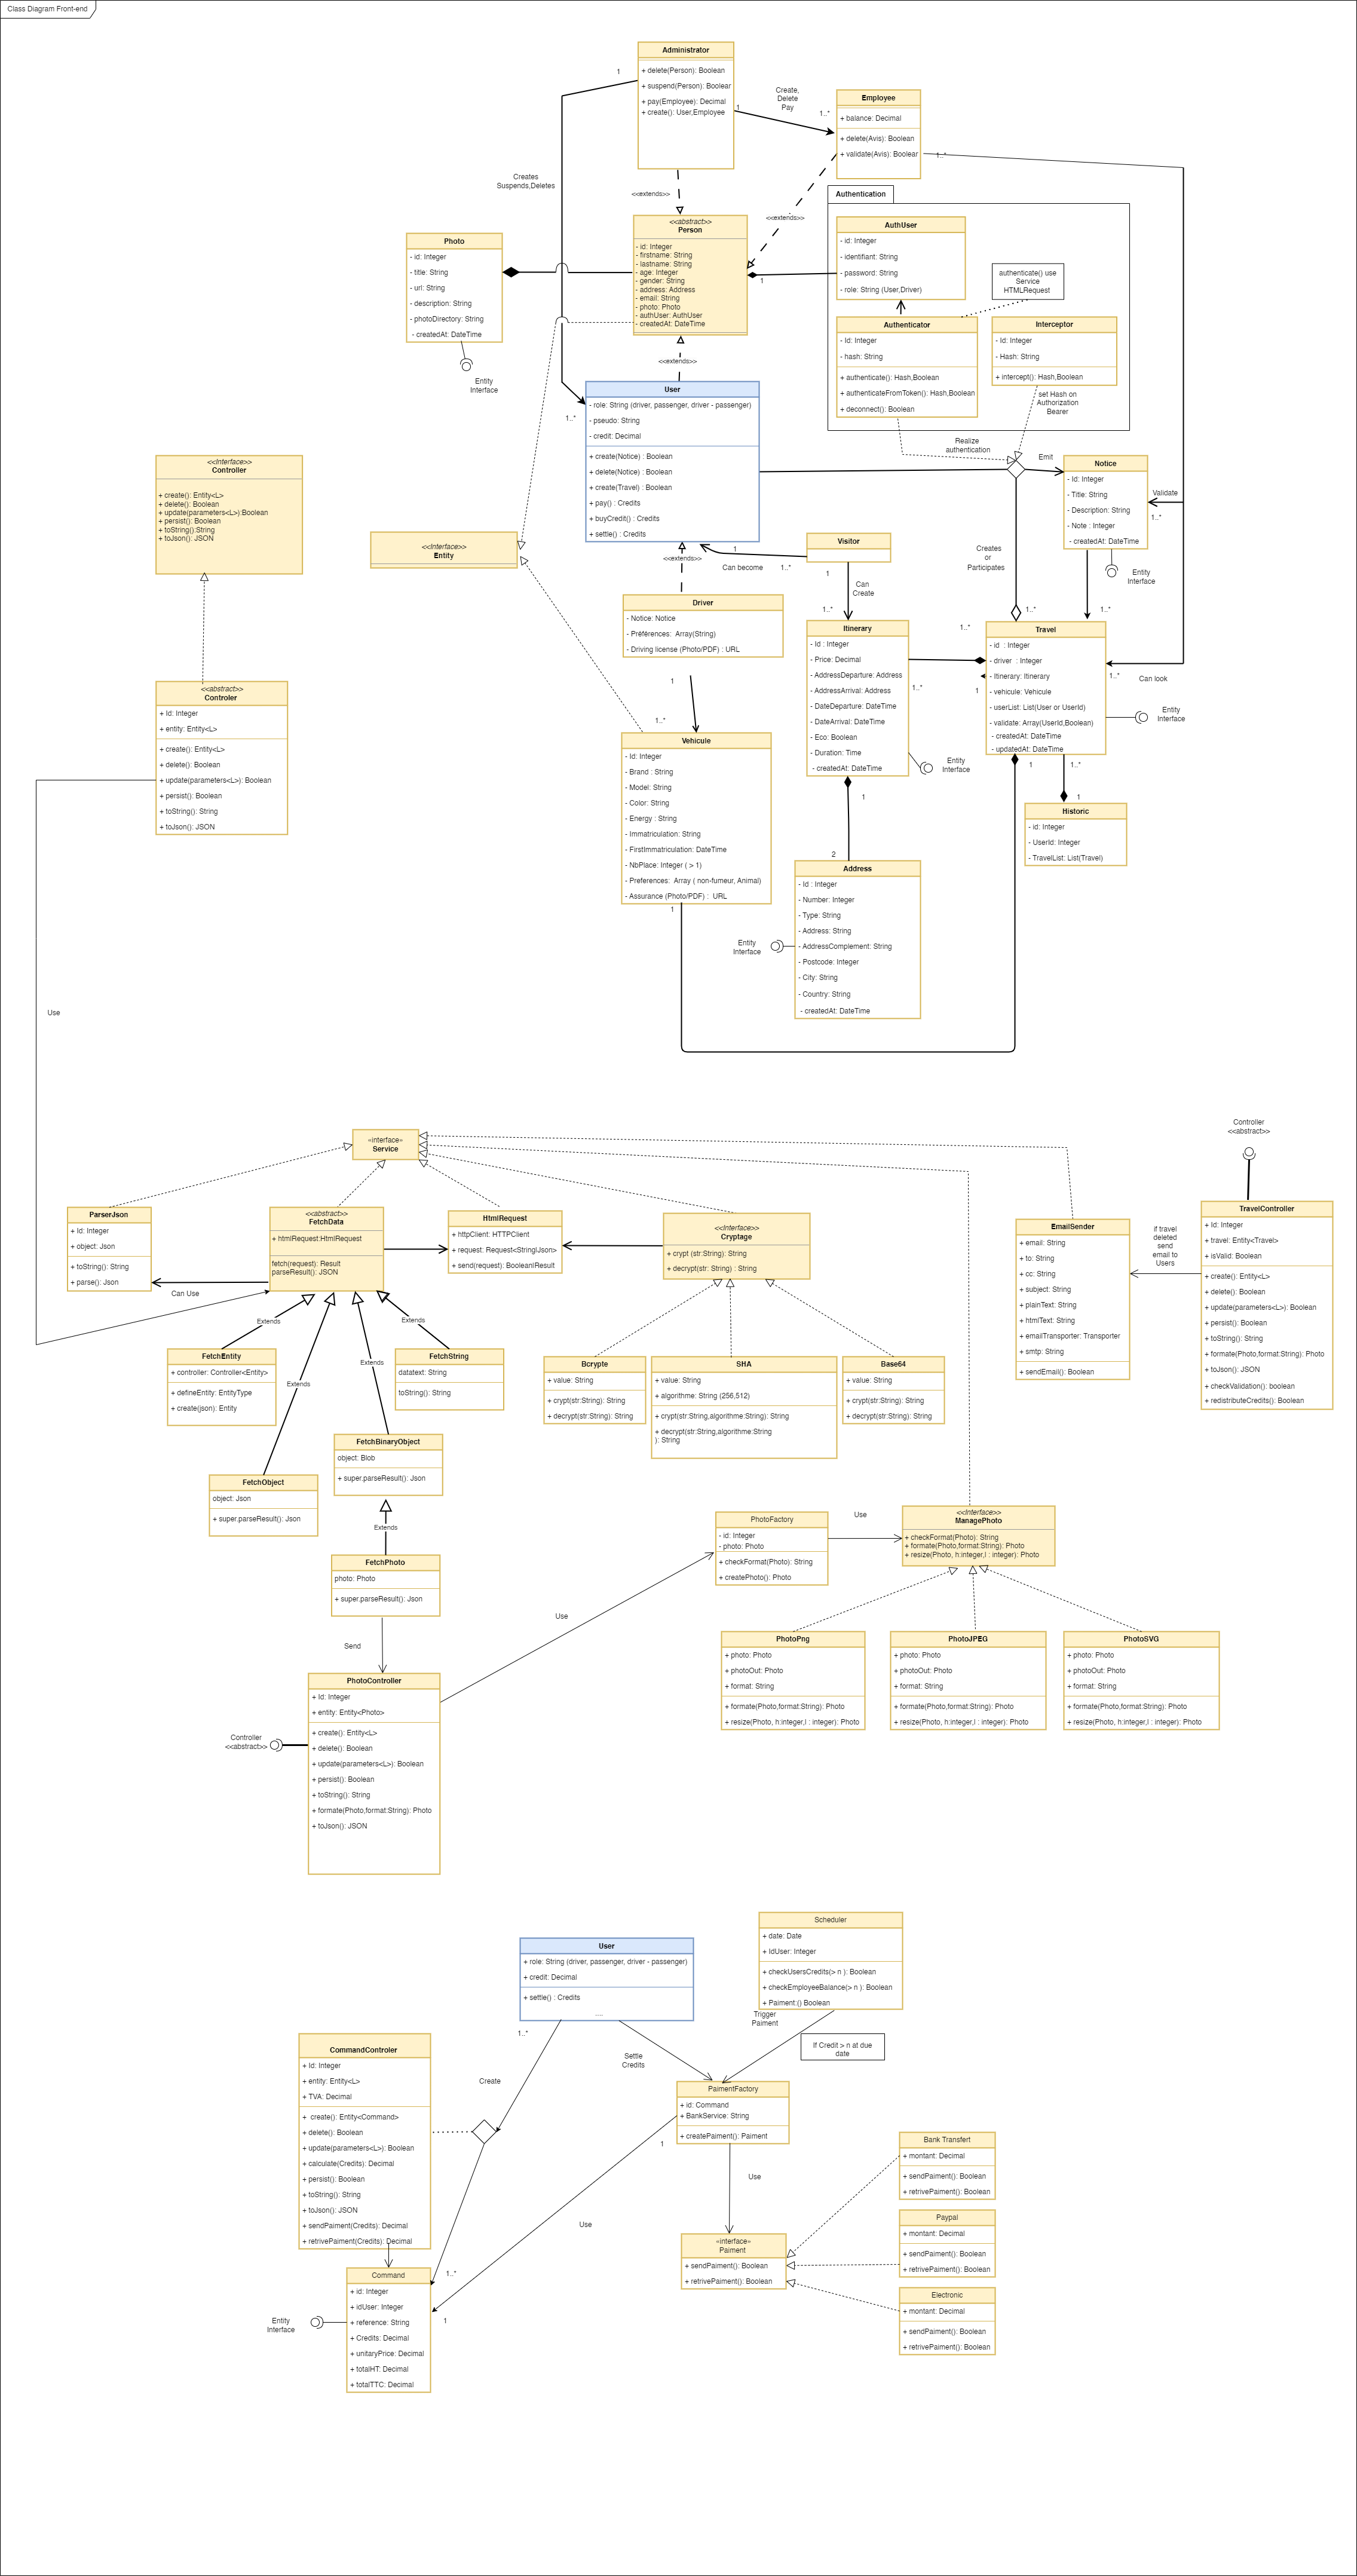 Class Diagram Front-end
Administrator
+ delete(Person): Boolean
+ suspend(Person): Boolear
+ pay(Employee): Decimal
+ create(): User,Employee
1
1
Create,
Delete
Pay
1..*
Employee
+ balance: Decimal
+ delete(Avis): Boolean
+ validate(Avis): Boolear
1..*
Creates
Suspends,Deletes
<<extends>>
<<extends>>
Authentication
AuthUser
- id: Integer
- identifiant: String
- password: String
- role: String (User,Driver)
authenticate() use
Service
HTMLRequest
Authenticator
- Id: Integer
- hash: String
+ authenticate(): Hash,Boolean
+ authenticateFromToken(): Hash,Boolean
+ deconnect(): Boolean
Interceptor
- Id: Integer
- Hash: String
+ intercept(): Hash,Boolean
set Hash on
Authorization
Bearer
Realize
authentication
<<abstract>>
Person
- id: Integer
- firstname: String
- lastname: String
- age: Integer
- gender: String
- address: Address
- email: String
- photo: Photo
- authUser: AuthUser
- createdAt: DateTime
1
Photo
- id: Integer
- title: String
- url: String
- description: String
- photoDirectory: String
- createdAt: DateTime
Entity
Interface
<<extends>>
User
- role: String (driver, passenger, driver - passenger)
- pseudo: String
- credit: Decimal
+ create(Notice) : Boolean
+ delete(Notice) : Boolean
+ create(Travel) : Boolean
+ pay() : Credits
+ buyCredit() : Credits
+ settle() : Credits
1..*
Emit
Notice
- Id: Integer
- Title: String
- Description: String
- Note : Integer
- createdAt: DateTime
Validate
1..*
Entity
Interface
1..*
<<Interface>>
Controller
+ create(): Entity<L>
+ delete(): Boolean
+ update(parameters<L>):Boolean
+ persist(): Boolean
+ toString():String
+ toJson(): JSON
<<Interface>>
Entity
<<extends>>
1
Can become
1..*
Visitor
1
Can
Create
1..*
Creates
or
Participates
1..*
1..*
Driver
- Notice: Notice
- Préférences: Array(String)
- Driving license (Photo/PDF) : URL
1
1..*
Itinerary
- Id : Integer
- Price: Decimal
- AddressDeparture: Address
- AddressArrival: Address
- DateDeparture: DateTime
- DateArrival: DateTime
- Eco: Boolean
- Duration: Time
- createdAt: DateTime
1..*
1
Entity
Interface
Travel
- id : Integer
- driver : Integer
- Itinerary: Itinerary
- vehicule: Vehicule
- userList: List(User or UserId)
- validate: Array(UserId,Boolean)
- createdAt: DateTime
- updatedAt: DateTime
1..*
Can look
Entity
Interface
1
1..*
1
Historic
- id: Integer
- UserId: Integer
- TravelList: List(Travel)
<<abstract>>
Controler
+ Id: Integer
+ entity: Entity<L>
+ create(): Entity<L>
+ delete(): Boolean
+ update(parameters<L>): Boolean
+ persist(): Boolean
+ toString(): String
+ toJson(): JSON
Use
Vehicule
- Id: Integer
- Brand : String
- Model: String
- Color: String
- Energy : String
- Immatriculation: String
- FirstImmatriculation: DateTime
- NbPlace: Integer ( > 1)
- Preferences: Array ( non-fumeur, Animal)
- Assurance (Photo/PDF) : URL
1
1
2
Address
- Id : Integer
- Number: Integer
- Type: String
- Address: String
- AddressComplement: String
- Postcode: Integer
- City: String
- Country: String
- createdAt: DateTime
Entity
Interface
«interface»
Service
ParserJson
+ Id: Integer
+ object: Json
+ toString(): String
+ parse(): Json
Can Use
<<abstract>>
FetchData
+ htmlRequest:HtmlRequest
fetch(request): Result
parseResult(): JSON
HtmlRequest
+ httpClient: HTTPClient
+ request: Request<String|Json>
+ send(request): Boolean|Result
<<Interface>>
Cryptage
+ crypt (str:String): String
+ decrypt(str: String) : String
EmailSender
+ email: String
+ to: String
+ cc: String
+ subject: String
+ plainText: String
+ htmlText: String
+ emailTransporter: Transporter
+ smtp: String
+ sendEmail(): Boolean
if travel
deleted
send
email to
Users
Controller
<<abstract>>
TravelController
+ Id: Integer
+ travel: Entity<Travel>
+ isValid: Boolean
+ create(): Entity<L>
+ delete(): Boolean
+ update(parameters<L>): Boolean
+ persist(): Boolean
+ toString(): String
+ formate(Photo,format:String): Photo
+ toJson(): JSON
+ checkValidation(): boolean
+ redistributeCredits(): Boolean
Extends
Extends
Extends
Extends
FetchEntity
+ controller: Controller<Entity>
+ defineEntity: EntityType
+ create(json): Entity
FetchString
datatext: String
toString(): String
FetchBinaryObject
object: Blob
+ super.parseResult(): Json
FetchObject
object: Json
+ super.parseResult(): Json
Extends
FetchPhoto
photo: Photo
+ super.parseResult(): Json
Send
Bcrypte
+ value: String
+ crypt(str:String): String
+ decrypt(str:String): String
SHA
+ value: String
+ algorithme: String (256,512)
+ crypt(str:String,algorithme:String): String
+ decrypt(str:String,algorithme:String
): String
Base64
+ value: String
+ crypt(str:String): String
+ decrypt(str:String): String
PhotoFactory
- id: Integer
- photo: Photo
+ checkFormat(Photo): String
+ createPhoto(): Photo
Use
<<Interface>>
ManagePhoto
+ checkFormat(Photo): String
+ formate(Photo,format:String): Photo
+ resize(Photo, h:integer,l : integer): Photo
Use
PhotoPng
+ photo: Photo
+ photoOut: Photo
+ format: String
+ formate(Photo,format:String): Photo
+ resize(Photo, h:integer,l : integer): Photo
PhotoJPEG
+ photo: Photo
+ photoOut: Photo
+ format: String
+ formate(Photo,format:String): Photo
+ resize(Photo, h:integer,l : integer): Photo
PhotoSVG
+ photo: Photo
+ photoOut: Photo
+ format: String
+ formate(Photo,format:String): Photo
+ resize(Photo, h:integer,l : integer): Photo
PhotoController
+ Id: Integer
+ entity: Entity<Photo>
+ create(): Entity<L>
+ delete(): Boolean
+ update(parameters<L>): Boolean
+ persist(): Boolean
+ toString(): String
+ formate(Photo,format:String): Photo
+ toJson(): JSON
Controller
<<abstract>>
User
+ role: String (driver, passenger, driver - passenger)
+ credit: Decimal
+ settle() : Credits
....
1..*
Scheduler
+ date: Date
+ IdUser: Integer
+ checkUsersCredits(> n ): Boolean
+ checkEmployeeBalance(> n ): Boolean
+ Paiment:() Boolean
Trigger
Paiment
If Credit > n at due
date
Settle
Credits
Create
CommandControler
+ Id: Integer
+ entity: Entity<L>
+ TVA: Decimal
+ create(): Entity<Command>
+ delete(): Boolean
+ update(parameters<L>): Boolean
+ calculate(Credits): Decimal
+ persist(): Boolean
+ toString(): String
+ toJson(): JSON
+ sendPaiment(Credits): Decimal
+ retrivePaiment(Credits): Decimal
PaimentFactory
+ id: Command
+ BankService: String
+ createPaiment(): Paiment
1
Use
Use
Bank Transfert
+ montant: Decimal
+ sendPaiment(): Boolean
+ retrivePaiment(): Boolean
Paypal
+ montant: Decimal
+ sendPaiment(): Boolean
+ retrivePaiment(): Boolean
Electronic
+ montant: Decimal
+ sendPaiment(): Boolean
+ retrivePaiment(): Boolean
«interface»
Paiment
+ sendPaiment(): Boolean
+ retrivePaiment(): Boolean
Command
+ id: Integer
+ idUser: Integer
+ reference: String
+ Credits: Decimal
+ unitaryPrice: Decimal
+ totalHT: Decimal
+ totalTTC: Decimal
1..*
1
Entity
Interface